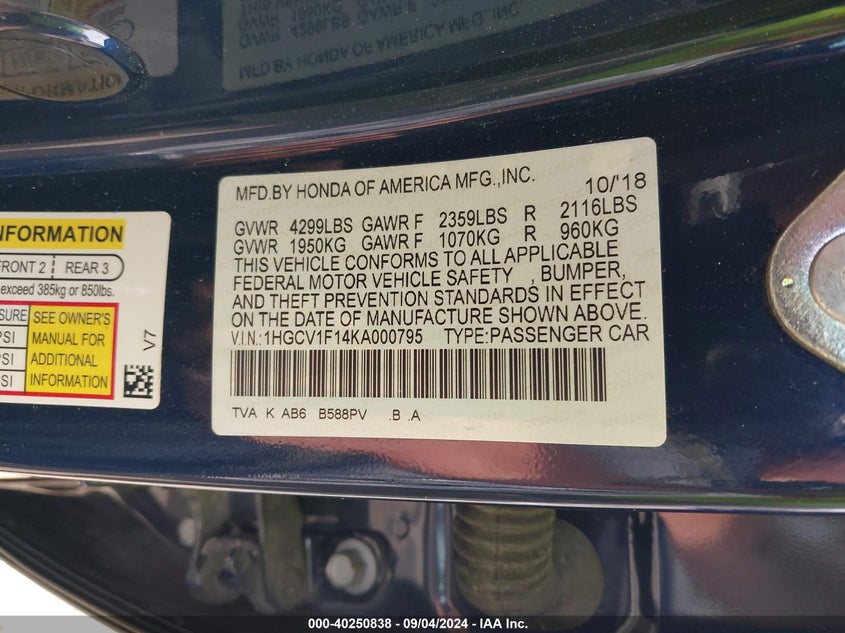 MFD.BY HONDA OF AMERICA MFG.,INC. 10/'18
GVWR 4299LBS GAWR F 2359LBS R 2116LBS
GVWR 1950KG GAWR F 1070KG R 960KG
THIS VEHICLE CONFORMS TO ALL APPLICABLE
FEDERAL MOTOR VEHICLE SAFETY , BUMPER,
AND THEFT PREVENTION STANDARDS IN EFFECT
ON THE DATE OF MANUFACTURE SHOWN ABOVE.
V.I.N.:1HGCV1F14KA000795 TYPE:PASSENGER CAR
TVA K AB6 B588PV .B .A
INFORMATION
FRONT 2 | REAR 3
exceed 385kg or 850lbs.
SEE OWNER'S
MANUAL FOR
ADDITIONAL
INFORMATION
V7
000-40250838 - 09/04/2024 - IAA Inc.